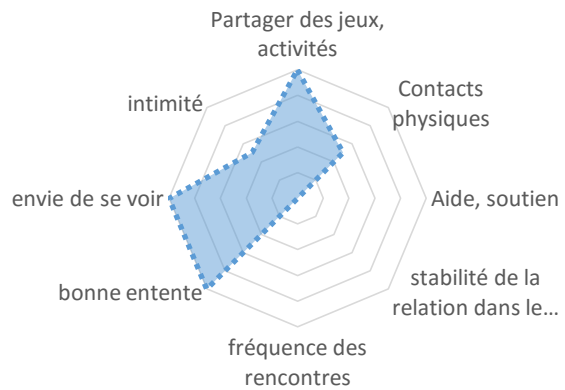 Partager des jeux,
activités
Contacts
physiques
Aide, soutien
stabilité de la
relation dans le…
fréquence des
rencontres
bonne entente
envie de se voir
intimité